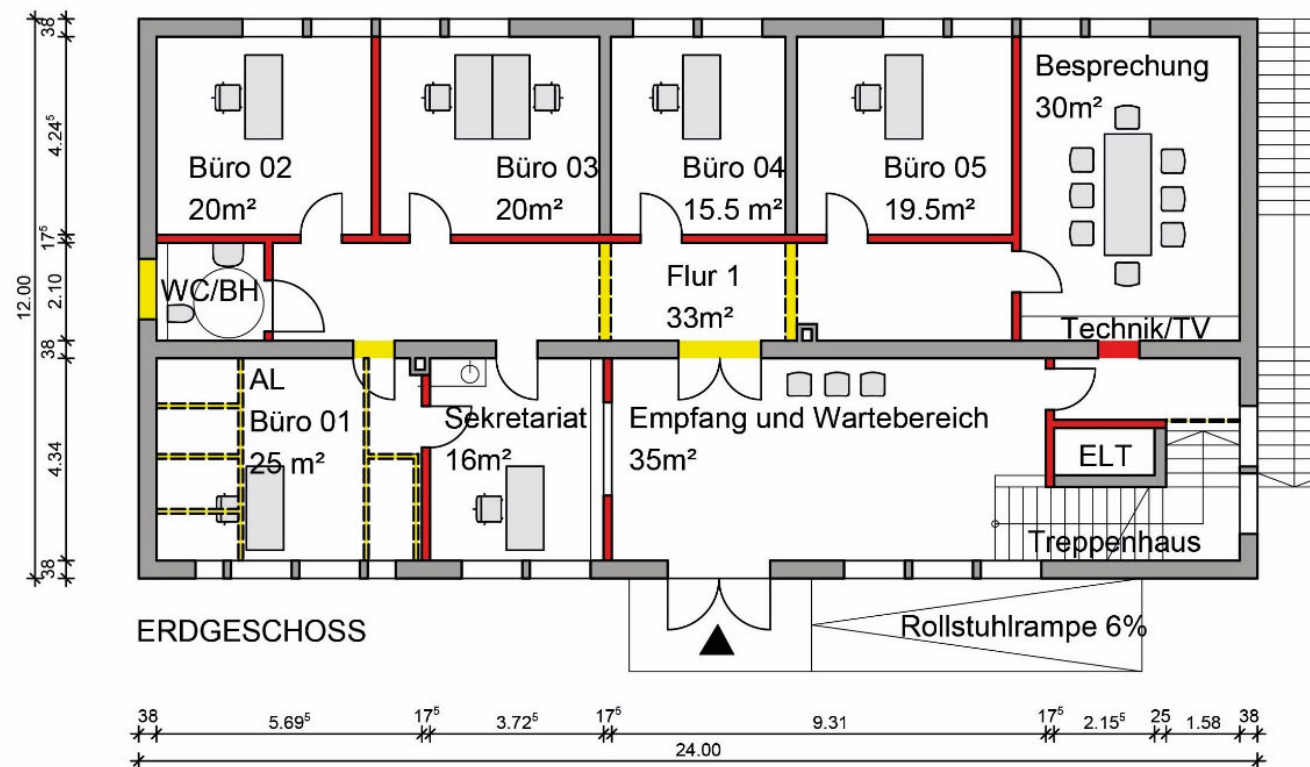 Büro 02
20m²
Büro 03
20m²
Büro 04
15.5 m²
Büro 05
19.5m²
Besprechung
30m²
WC/BH
Flur 1
33m²
Technik/TV
AL
Büro 01
25 m²
Sekretariat
16m²
Empfang und Wartebereich
35m²
ELT
Treppenhaus
ERDGESCHOSS
Rollstuhlrampe 6%
38
4.24⁵
17⁵
2.10
38
4.34
38
12.00
38
5.69⁵
17⁵
3.72⁵
17⁵
9.31
17⁵
2.15⁵
25
1.58
38
24.00